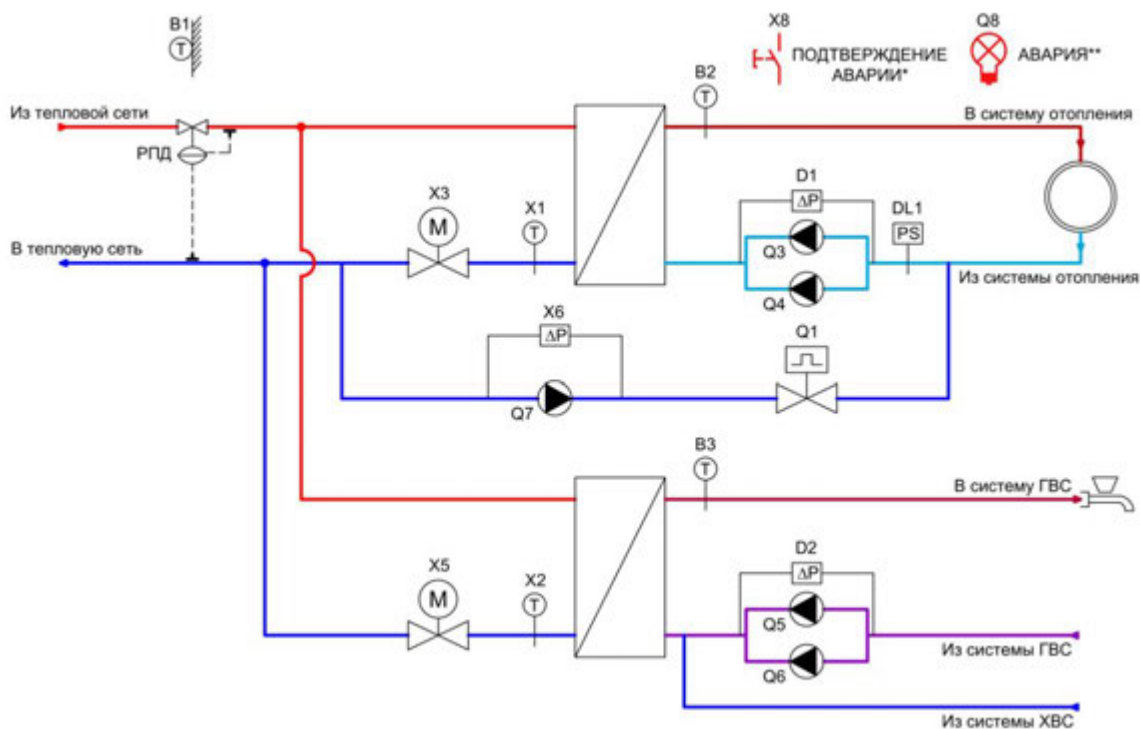 B1
T
X8
ПОДТВЕРЖДЕНИЕ
АВАРИИ*
Q8
АВАРИЯ**
B2
T
Из тепловой сети
В систему отопления
РПД
X3
M
X1
T
D1
ΔP
DL1
PS
Q3
Q4
В тепловую сеть
Из системы отопления
X6
ΔP
Q1
Q7
B3
T
В систему ГВС
X5
M
X2
T
D2
ΔP
Q5
Q6
Из системы ГВС
Из системы ХВС